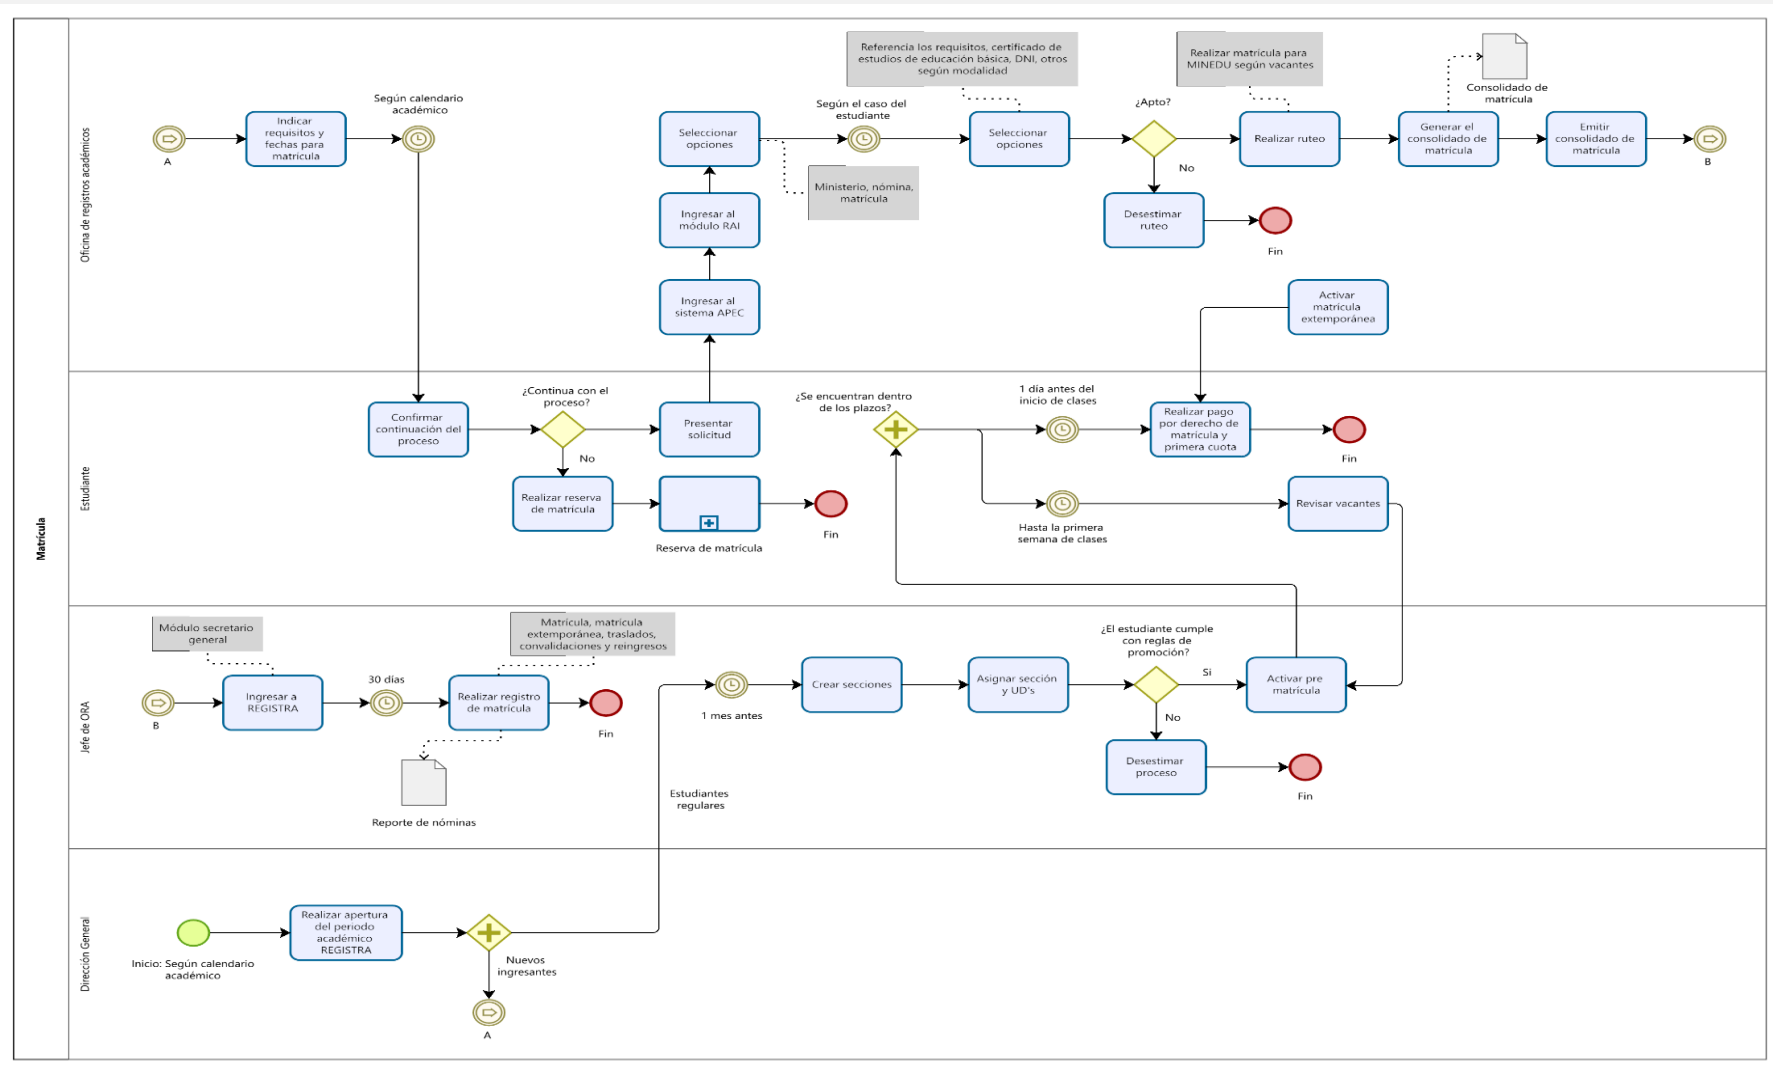 Matrícula
Oficina de registros académicos
A
Indicar
requisitos y
fechas para
matrícula
Según calendario
académico
Seleccionar
opciones
Ministerio, nómina,
matrícula
Ingresar al
módulo RAI
Ingresar al
sistema APEC
Según el caso del
estudiante
Referencia los requisitos, certificado de
estudios de educación básica, DNI, otros
según modalidad
Seleccionar
opciones
¿Apto?
No
Desestimar
ruteo
Fin
Realizar matrícula para
MINEDU según vacantes
Realizar ruteo
Generar el
consolidado de
matrícula
Consolidado de
matrícula
Emitir
consolidado de
matrícula
B
Activar
matrícula
extemporánea
Estudiante
Confirmar
continuación del
proceso
¿Continua con el
proceso?
No
Presentar
solicitud
Realizar reserva
de matrícula
Reserva de matrícula
Fin
¿Se encuentran dentro
de los plazos?
1 día antes del
inicio de clases
Realizar pago
por derecho de
matrícula y
primera cuota
Fin
Hasta la primera
semana de clases
Revisar vacantes
Jefe de ORA
B
Módulo secretario
general
Ingresar a
REGISTRA
30 días
Matrícula, matrícula
extemporánea, traslados,
convalidaciones y reingresos
Realizar registro
de matrícula
Fin
Reporte de nóminas
Estudiantes
regulares
1 mes antes
Crear secciones
Asignar sección
y UD's
¿El estudiante cumple
con reglas de
promoción?
Si
No
Activar pre
matrícula
Desestimar
proceso
Fin
Dirección General
Inicio: Según calendario
académico
Realizar apertura
del periodo
académico
REGISTRA
Nuevos
ingresantes
A